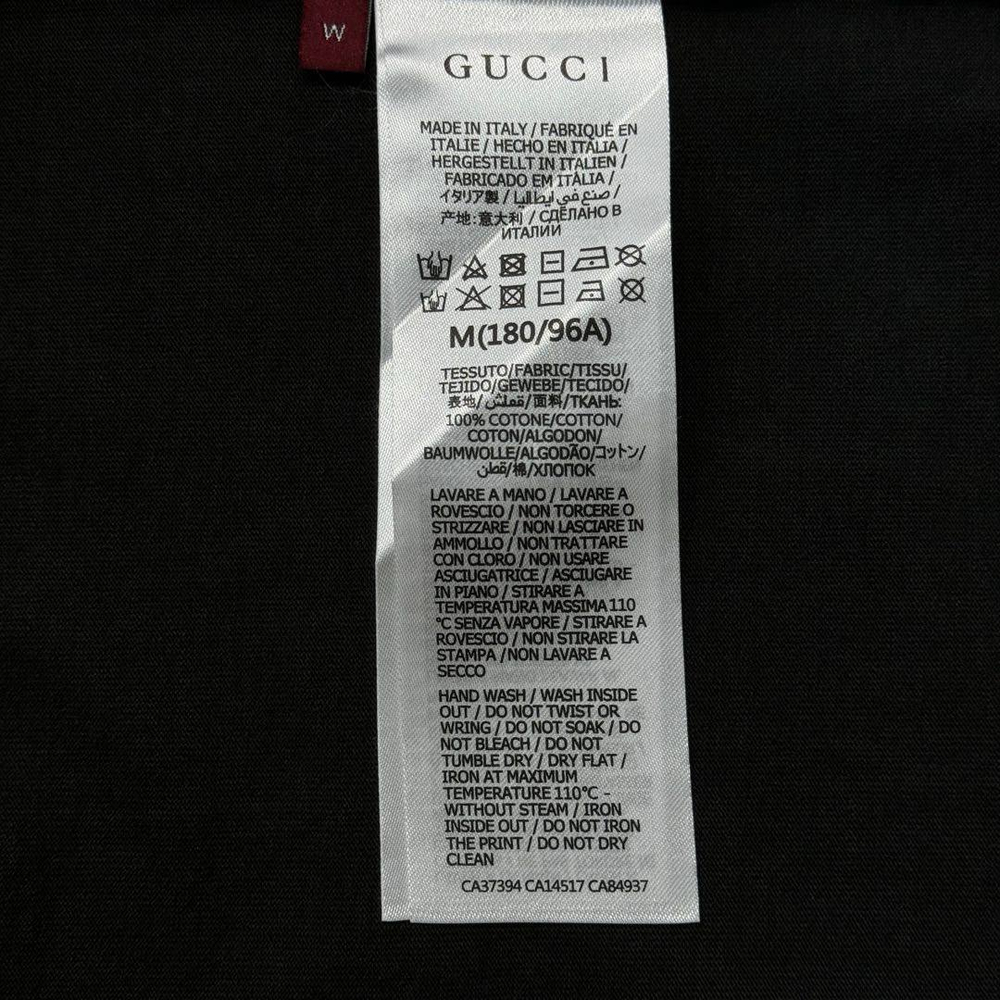 M
GUCCI
MADE IN ITALY / FABRIQUÉ EN
ITALIE / HECHO EN ITALIA /
HERGESTELLT IN ITALIEN /
FABRICADO EM ITÁLIA /
イタリア製 / صنع في ايطاليا /
产地:意大利 / СДЕЛАНО В
ИТАЛИИ
M(180/96A)
TESSUTO/FABRIC/TISSU/
TEJIDO/GEWEBE/TECIDO/
表地/قماش/面料/ТКАНЬ:
100% COTONE/COTTON/
COTON/ALGODON/
BAUMWOLLE/ALGODÃO/コットン/
قطن/棉/ХЛОПОК
LAVARE A MANO / LAVARE A
ROVESCIO / NON TORCERE O
STRIZZARE / NON LASCIARE IN
AMMOLLO / NON TRATTARE
CON CLORO / NON USARE
ASCIUGATRICE / ASCIUGARE
IN PIANO / STIRARE A
TEMPERATURA MASSIMA 110
°C SENZA VAPORE / STIRARE A
ROVESCIO / NON STIRARE LA
STAMPA / NON LAVARE A
SECCO
HAND WASH / WASH INSIDE
OUT / DO NOT TWIST OR
WRING / DO NOT SOAK / DO
NOT BLEACH / DO NOT
TUMBLE DRY / DRY FLAT /
IRON AT MAXIMUM
TEMPERATURE 110°C -
WITHOUT STEAM / IRON
INSIDE OUT / DO NOT IRON
THE PRINT / DO NOT DRY
CLEAN
CA37394 CA14517 CA84937